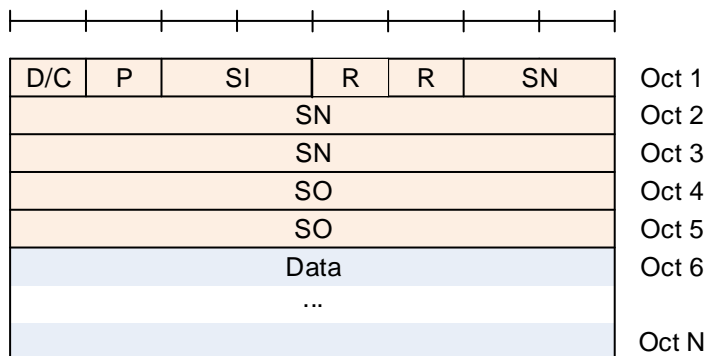 D/C P SI R R SN Oct 1
SN Oct 2
SN Oct 3
SO Oct 4
SO Oct 5
Data Oct 6
...
Oct N